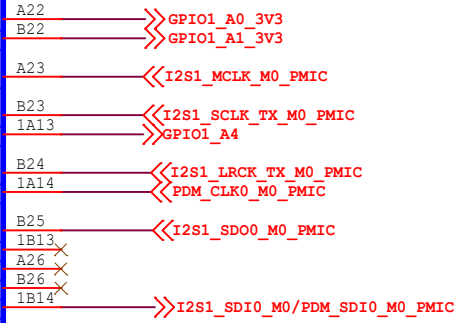 A22 GPIO1_A0_3V3
B22 GPIO1_A1_3V3
A23 I2S1_MCLK_M0_PMIC
B23 I2S1_SCLK_TX_M0_PMIC
1A13 GPIO1_A4
B24 I2S1_LRCK_TX_M0_PMIC
1A14 PDM_CLK0_M0_PMIC
B25 I2S1_SDO0_M0_PMIC
1B13
A26
B26
1B14 I2S1_SDI0_M0/PDM_SDI0_M0_PMIC